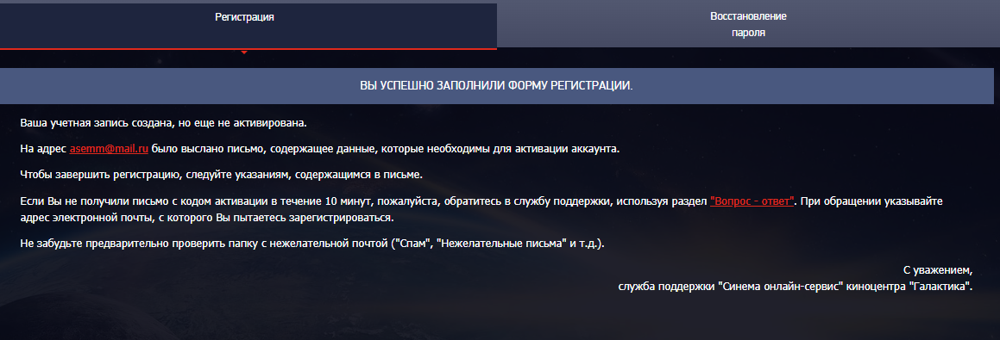 Регистрация
Восстановление
пароля
ВЫ УСПЕШНО ЗАПОЛНИЛИ ФОРМУ РЕГИСТРАЦИИ.
Ваша учетная запись создана, но еще не активирована.
На адрес asemm@mail.ru было выслано письмо, содержащее данные, которые необходимы для активации аккаунта.
Чтобы завершить регистрацию, следуйте указаниям, содержащимся в письме.
Если Вы не получили письмо с кодом активации в течение 10 минут, пожалуйста, обратитесь в службу поддержки, используя раздел "Вопрос - ответ". При обращении указывайте
адрес электронной почты, с которого Вы пытаетесь зарегистрироваться.
Не забудьте предварительно проверить папку с нежелательной почтой ("Спам", "Нежелательные письма" и т.д.).
С уважением,
служба поддержки "Синема онлайн-сервис" киноцентра "Галактика".